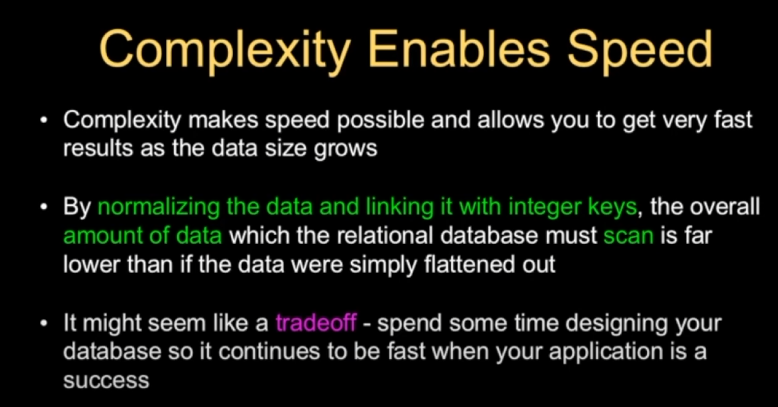 Complexity Enables Speed
• Complexity makes speed possible and allows you to get very fast
results as the data size grows
• By normalizing the data and linking it with integer keys, the overall
amount of data which the relational database must scan is far
lower than if the data were simply flattened out
• It might seem like a tradeoff - spend some time designing your
database so it continues to be fast when your application is a
success